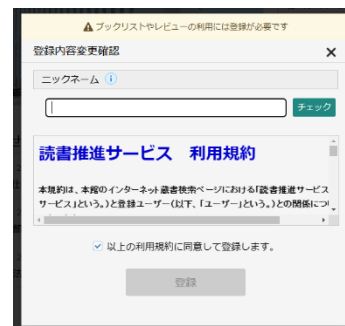 ブックリストやレビューの利用には登録が必要です
登録内容変更確認
ニックネーム
チェック
読書推進サービス 利用規約
本規約は、本館のインターネット蔵書検索ページにおける「読書推進サービス
サービス」という。)と登録ユーザー(以下、「ユーザー」という。)との関係につ
以上の利用規約に同意して登録します。
登録